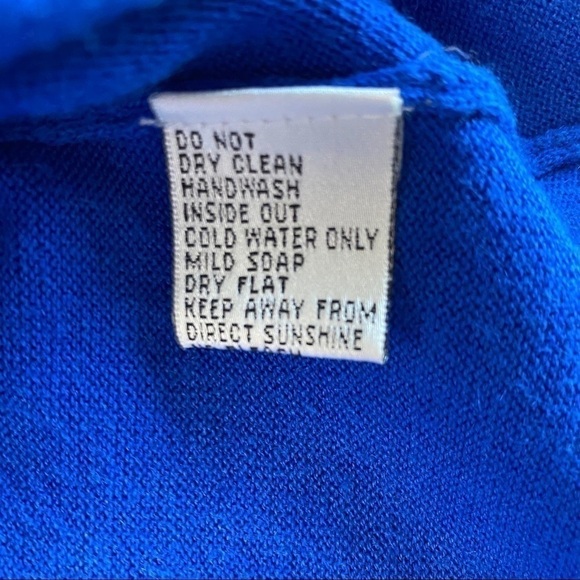 DO NOT
DRY CLEAN
HANDWASH
INSIDE OUT
COLD WATER ONLY
MILD SOAP
DRY FLAT
KEEP AWAY FROM
DIRECT SUNSHINE